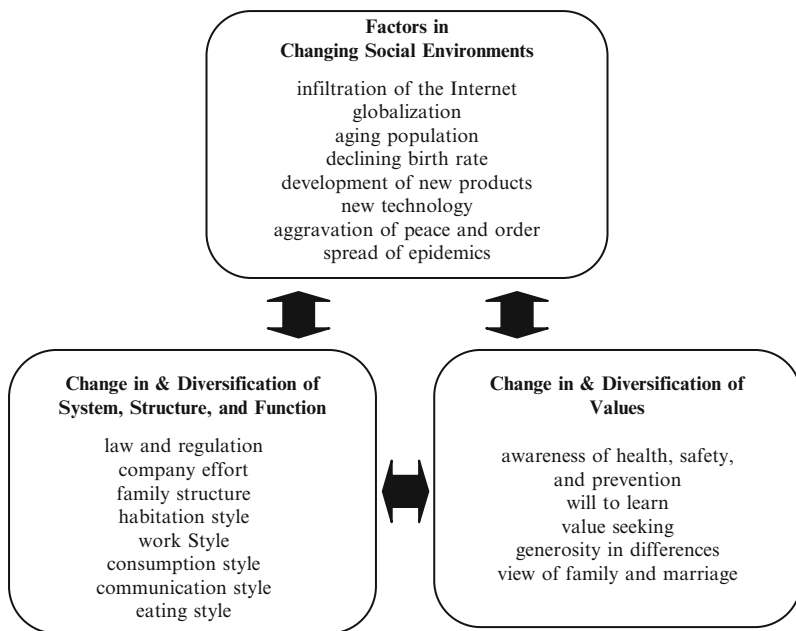 Factors in
Changing Social Environments
infiltration of the Internet
globalization
aging population
declining birth rate
development of new products
new technology
aggravation of peace and order
spread of epidemics
Change in & Diversification of
System, Structure, and Function
law and regulation
company effort
family structure
habitation style
work Style
consumption style
communication style
eating style
Change in & Diversification of
Values
awareness of health, safety,
and prevention
will to learn
value seeking
generosity in differences
view of family and marriage